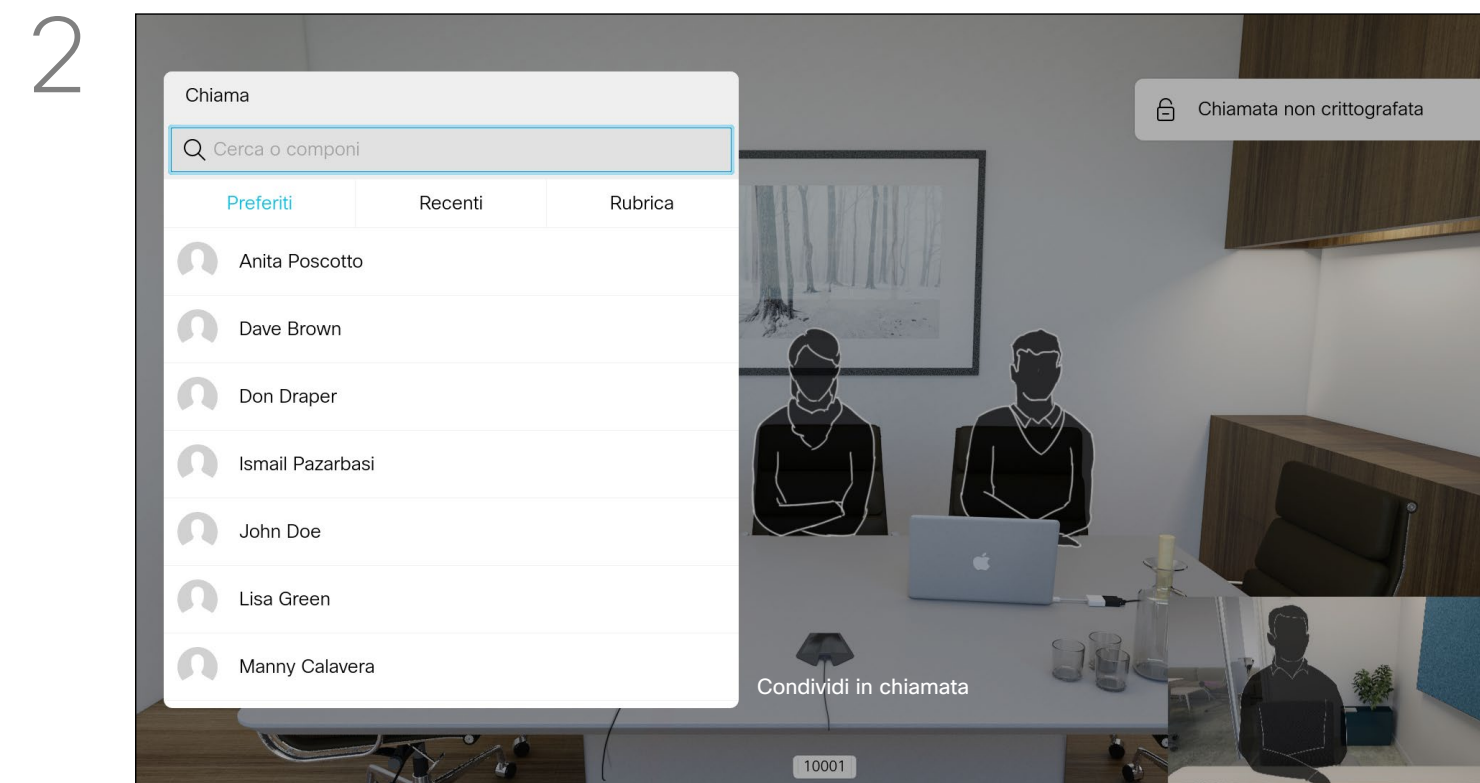 2
Chiama
Chiamata non crittografata
Cerca o componi
Preferiti Recenti Rubrica
Anita Poscotto
Dave Brown
Don Draper
Ismail Pazarbasi
John Doe
Lisa Green
Manny Calavera
Condividi in chiamata
10001